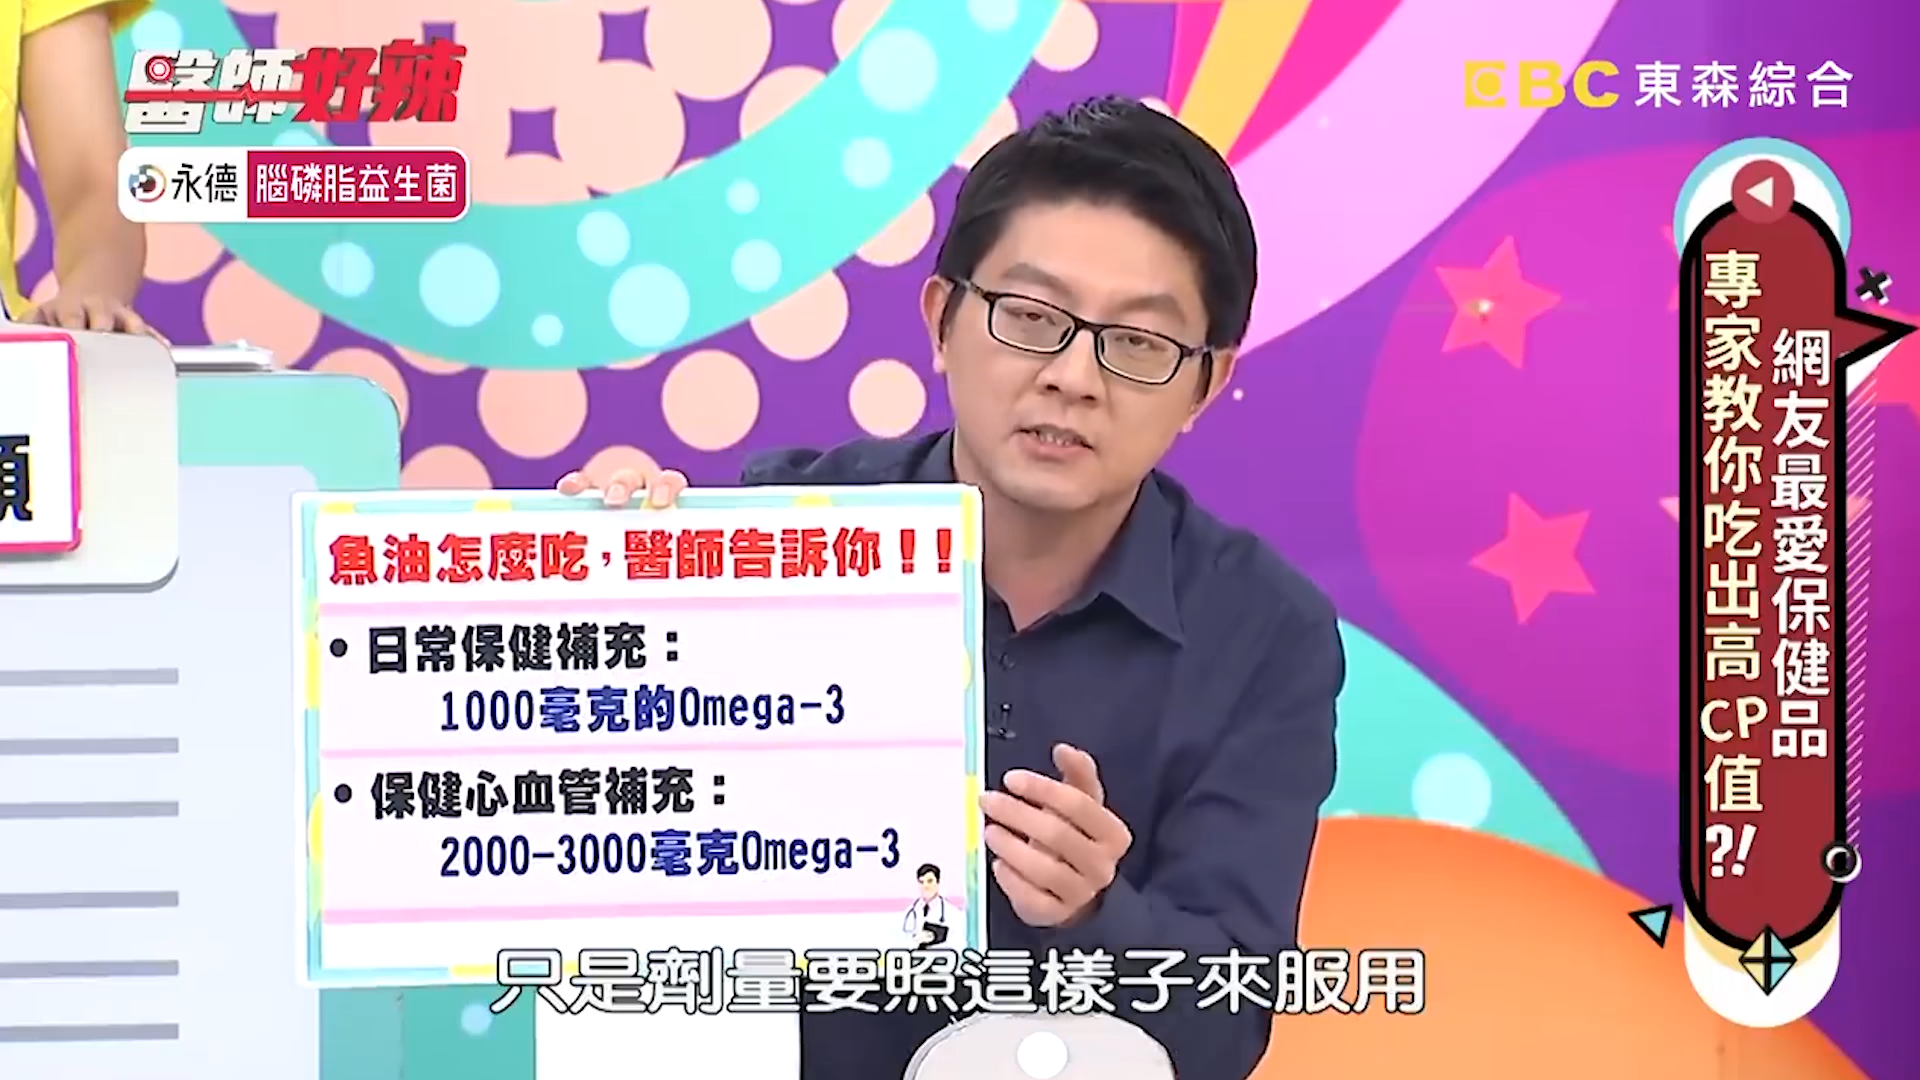 醫師好辣
永德 腦磷脂益生菌
EBC 東森綜合
網友最愛保健品
專家教你吃出高CP值?!
魚油怎麼吃,醫師告訴你!!
• 日常保健補充:
1000毫克的Omega-3
• 保健心血管補充:
2000-3000毫克Omega-3
只是劑量要照這樣子來服用